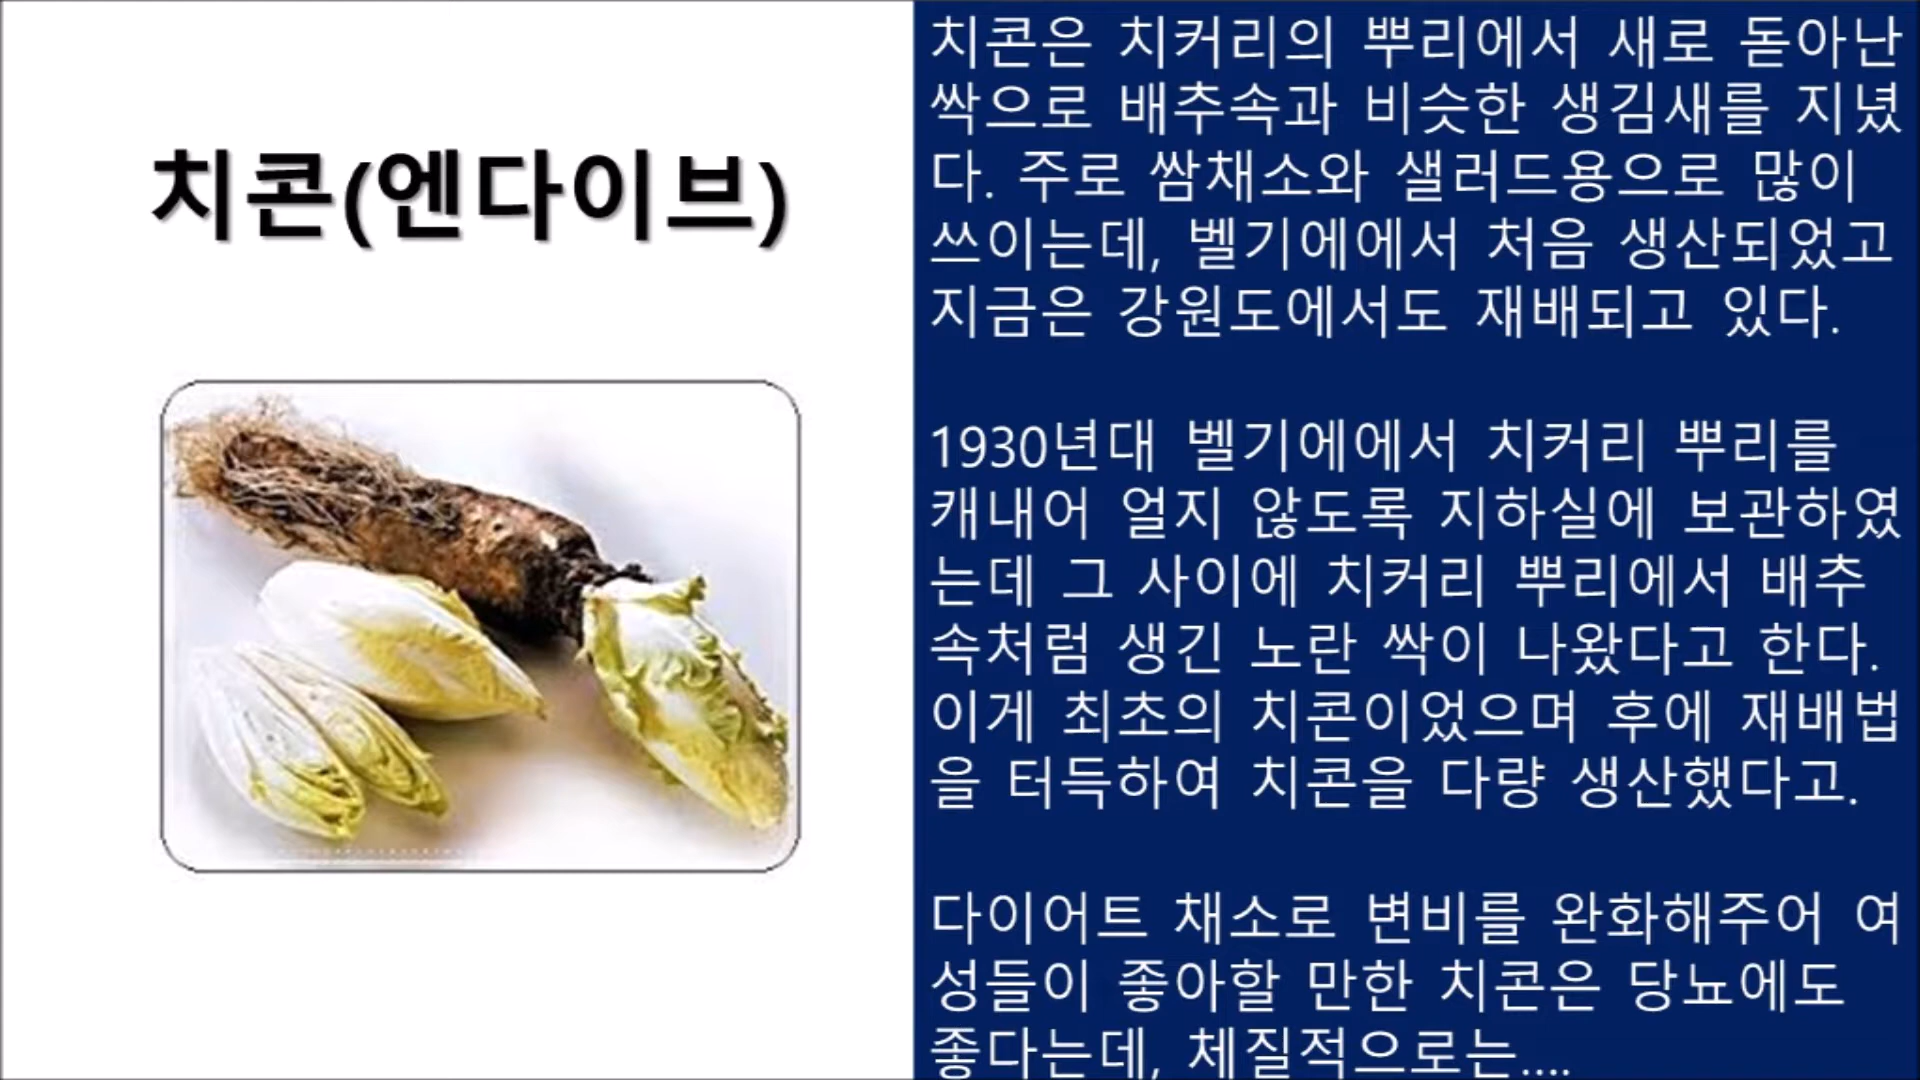 치콘(엔다이브)
치콘은 치커리의 뿌리에서 새로 돋아난
싹으로 배추속과 비슷한 생김새를 지녔
다. 주로 쌈채소와 샐러드용으로 많이
쓰이는데, 벨기에에서 처음 생산되었고
지금은 강원도에서도 재배되고 있다.
1930년대 벨기에에서 치커리 뿌리를
캐내어 얼지 않도록 지하실에 보관하였
는데 그 사이에 치커리 뿌리에서 배추
속처럼 생긴 노란 싹이 나왔다고 한다.
이게 최초의 치콘이었으며 후에 재배법
을 터득하여 치콘을 다량 생산했다고.
다이어트 채소로 변비를 완화해주어 여
성들이 좋아할 만한 치콘은 당뇨에도
좋다는데, 체질적으로는....